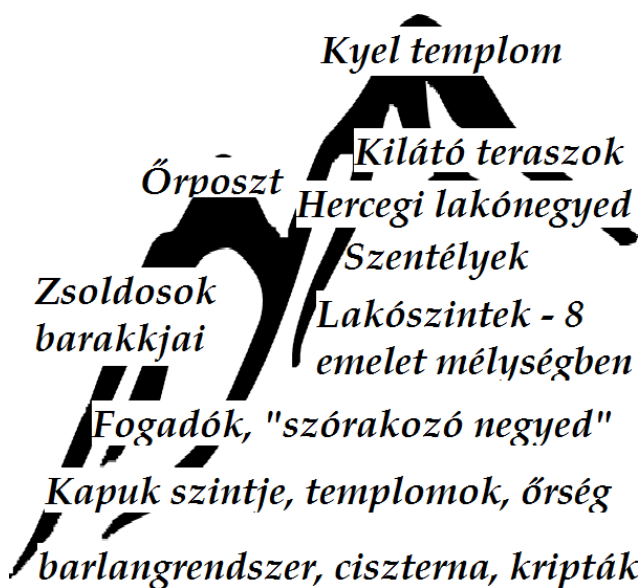 Kyel templom
Kilátó teraszok
Őrposzt
Hercegi lakónegyed
Szentélyek
Zsoldosok
barakkjai
Lakószintek - 8
emelet mélységben
Fogadók, "szórakozó negyed"
Kapuk szintje, templomok, őrség
barlangrendszer, ciszterna, kripták